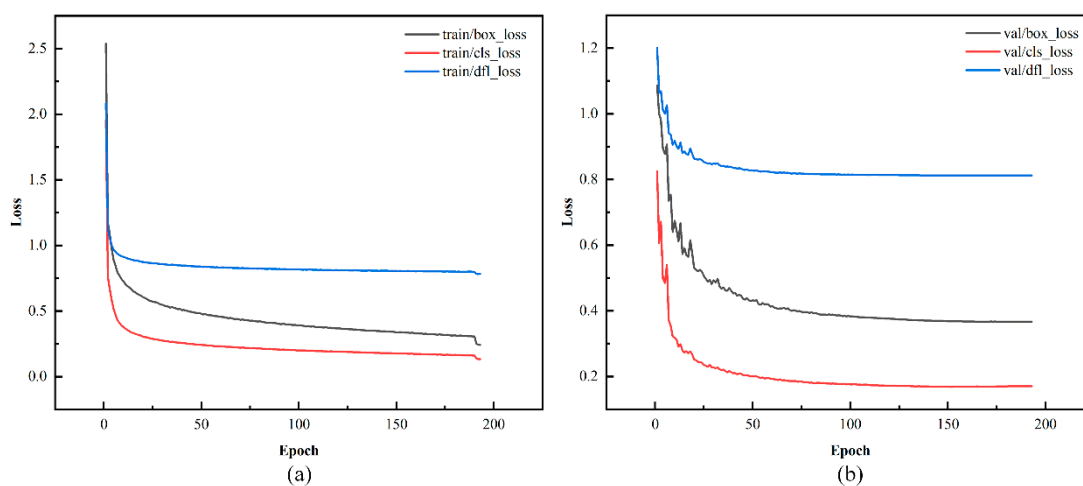 train/box_loss
train/cls_loss
train/dfl_loss
2.5
2.0
1.5
1.0
0.5
0.0
Loss
0 50 100 150 200
Epoch
(a)
val/box_loss
val/cls_loss
val/dfl_loss
1.2
1.0
0.8
0.6
0.4
0.2
Loss
0 50 100 150 200
Epoch
(b)